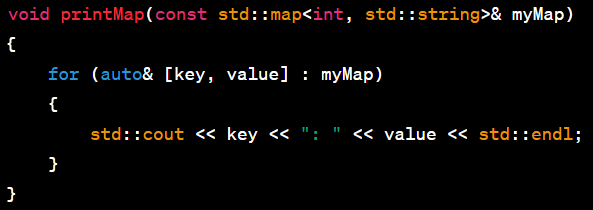 void printMap(const std::map<int, std::string>& myMap)
{
    for (auto& [key, value] : myMap)
    {
        std::cout << key << ": " << value << std::endl;
    }
}